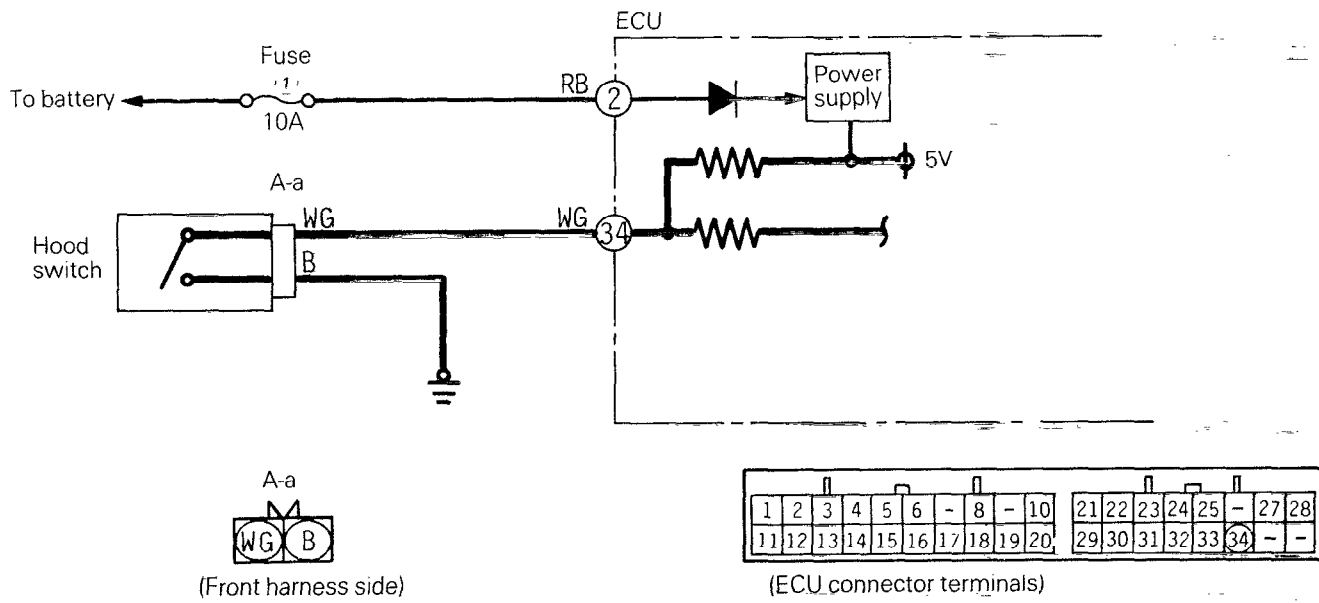 ECU
Fuse
1
To battery
10A
RB
2
Power
supply
5V
A-a
Hood
switch
WG
B
WG
34
A-a
WG B
(Front harness side)
1 2 3 4 5 6 - 8 - 10
11 12 13 14 15 16 17 18 19 20
21 22 23 24 25 - 27 28
29 30 31 32 33 34 - -
(ECU connector terminals)